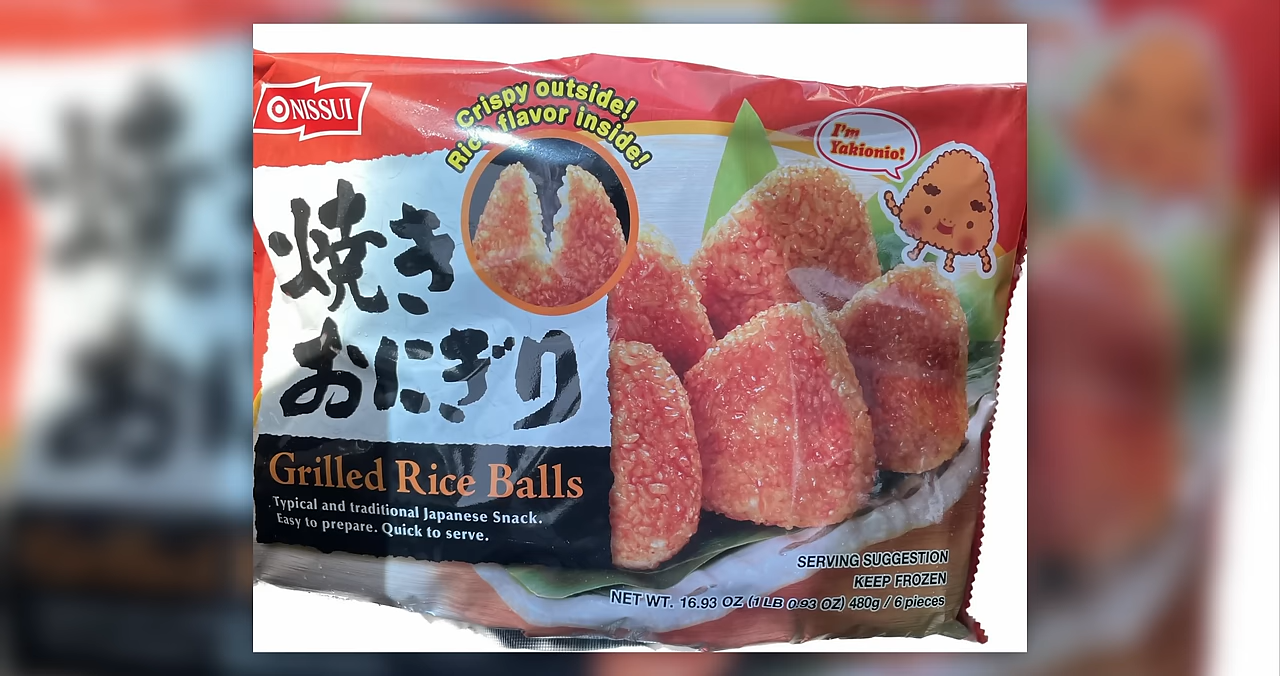 NISSUI
Crispy outside!
Rich flavor inside!
I'm
Yakionio!
焼き
おにぎり
Grilled Rice Balls
Typical and traditional Japanese Snack.
Easy to prepare. Quick to serve.
SERVING SUGGESTION
KEEP FROZEN
NET WT. 16.93 OZ (1 LB 0.93 OZ) 480g / 6 pieces